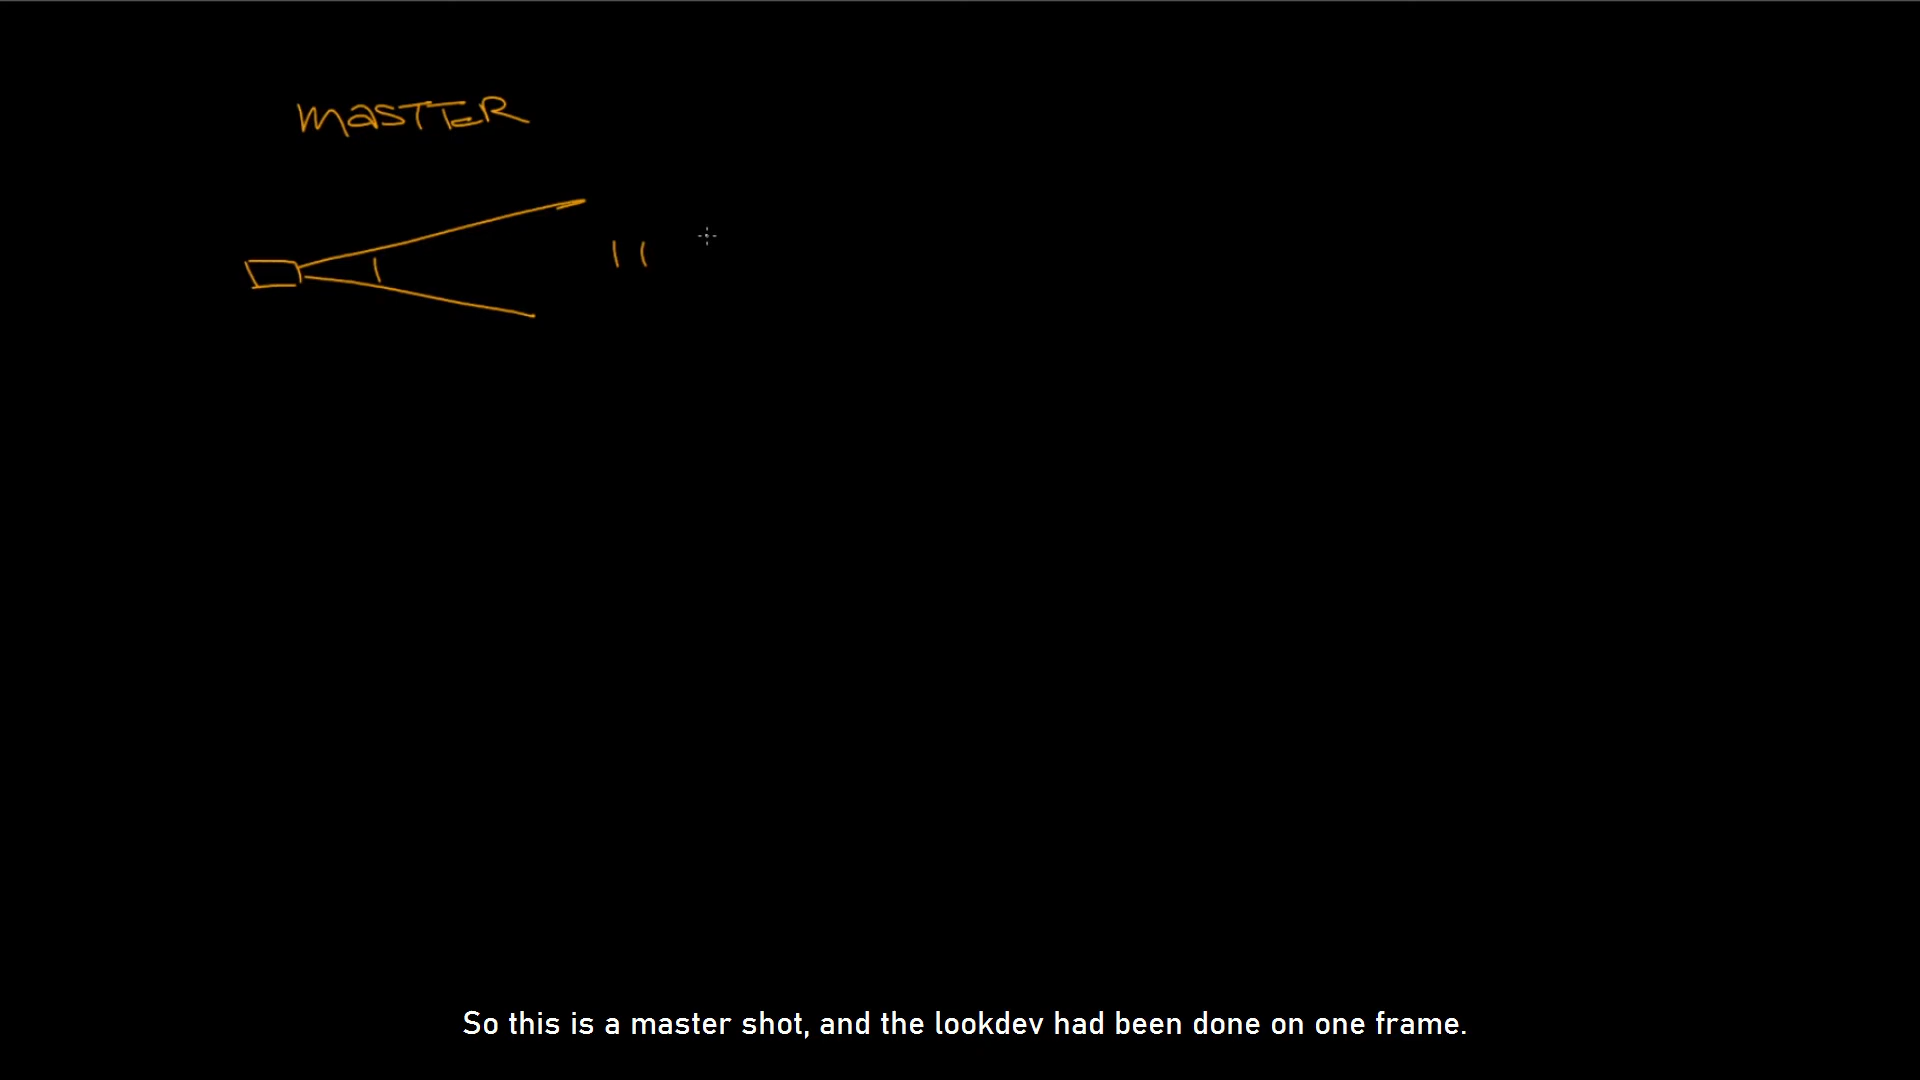 MaSTER
So this is a master shot, and the lookdev had been done on one frame.